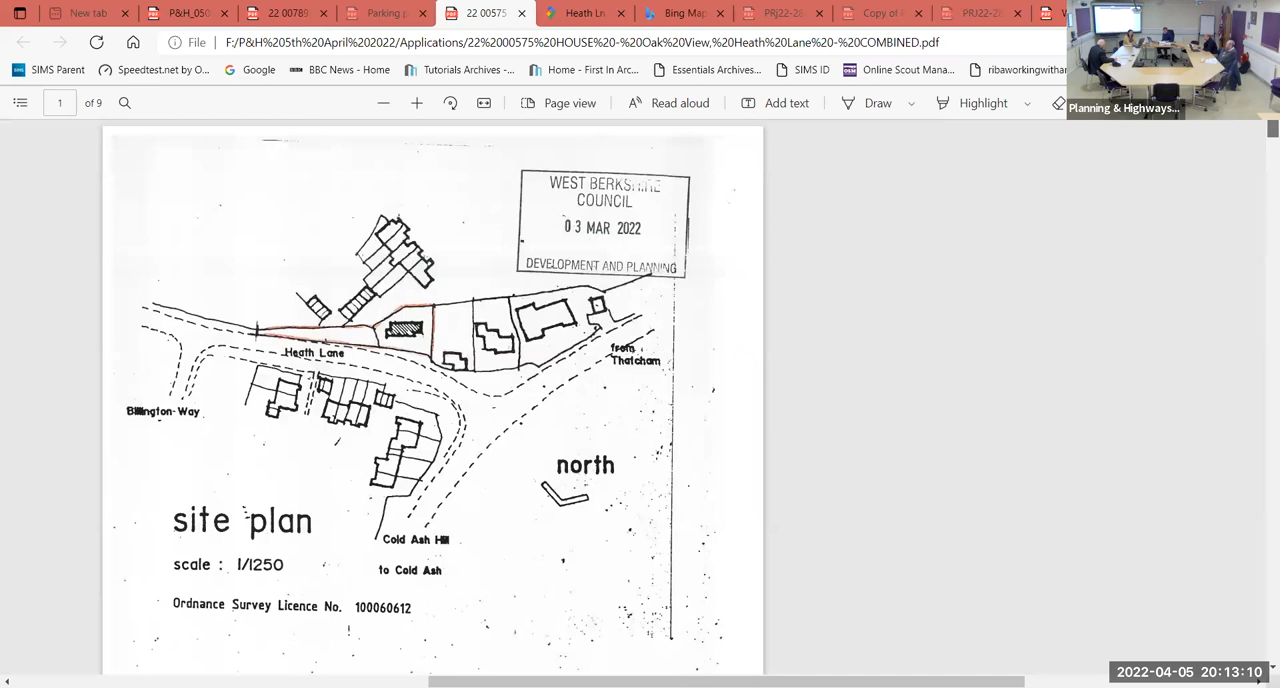 New tab
P&H_050
22 00789
Parking p
22 00575
Heath Ln
Bing Map
PRJ22-28
Copy of
PRJ22-28
File
F:/P&H%205th%20April%202022/Applications/22%2000575%20HOUSE%20-%20Oak%20View,%20Heath%20Lane%20-%20COMBINED.pdf
SIMS Parent
Speedtest.net by O...
Google
BBC News - Home
Tutorials Archives -...
Home - First In Arc...
Essentials Archives...
SIMS ID
Online Scout Mana...
ribaworkingwithar
Planning & Highways...
1 of 9
Page view
Read aloud
Add text
Draw
Highlight
WEST BERKSHIRE
COUNCIL
03 MAR 2022
DEVELOPMENT AND PLANNING
Heath Lane
from
Thatcham
Billington Way
north
site plan
Cold Ash Hill
scale : 1/1250
to Cold Ash
Ordnance Survey Licence No. 100060612
2022-04-05 20:13:10